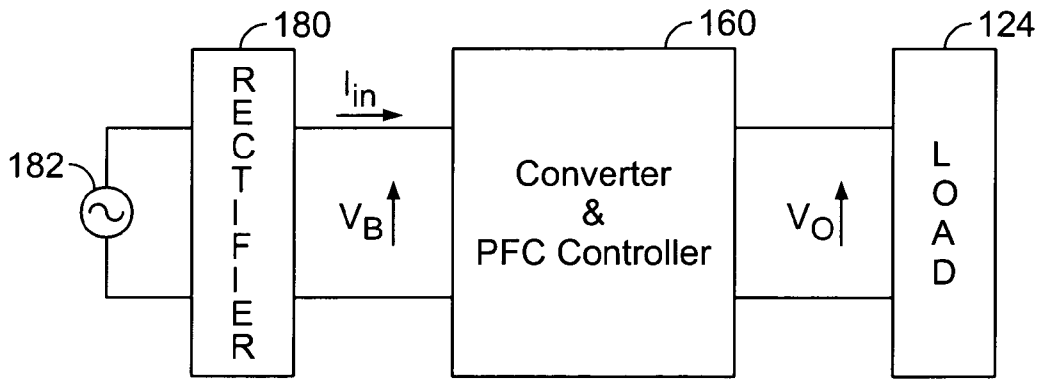 180
160
124
182
RECTIFIER
I_in
V_B
Converter
&
PFC Controller
V_O
LOAD